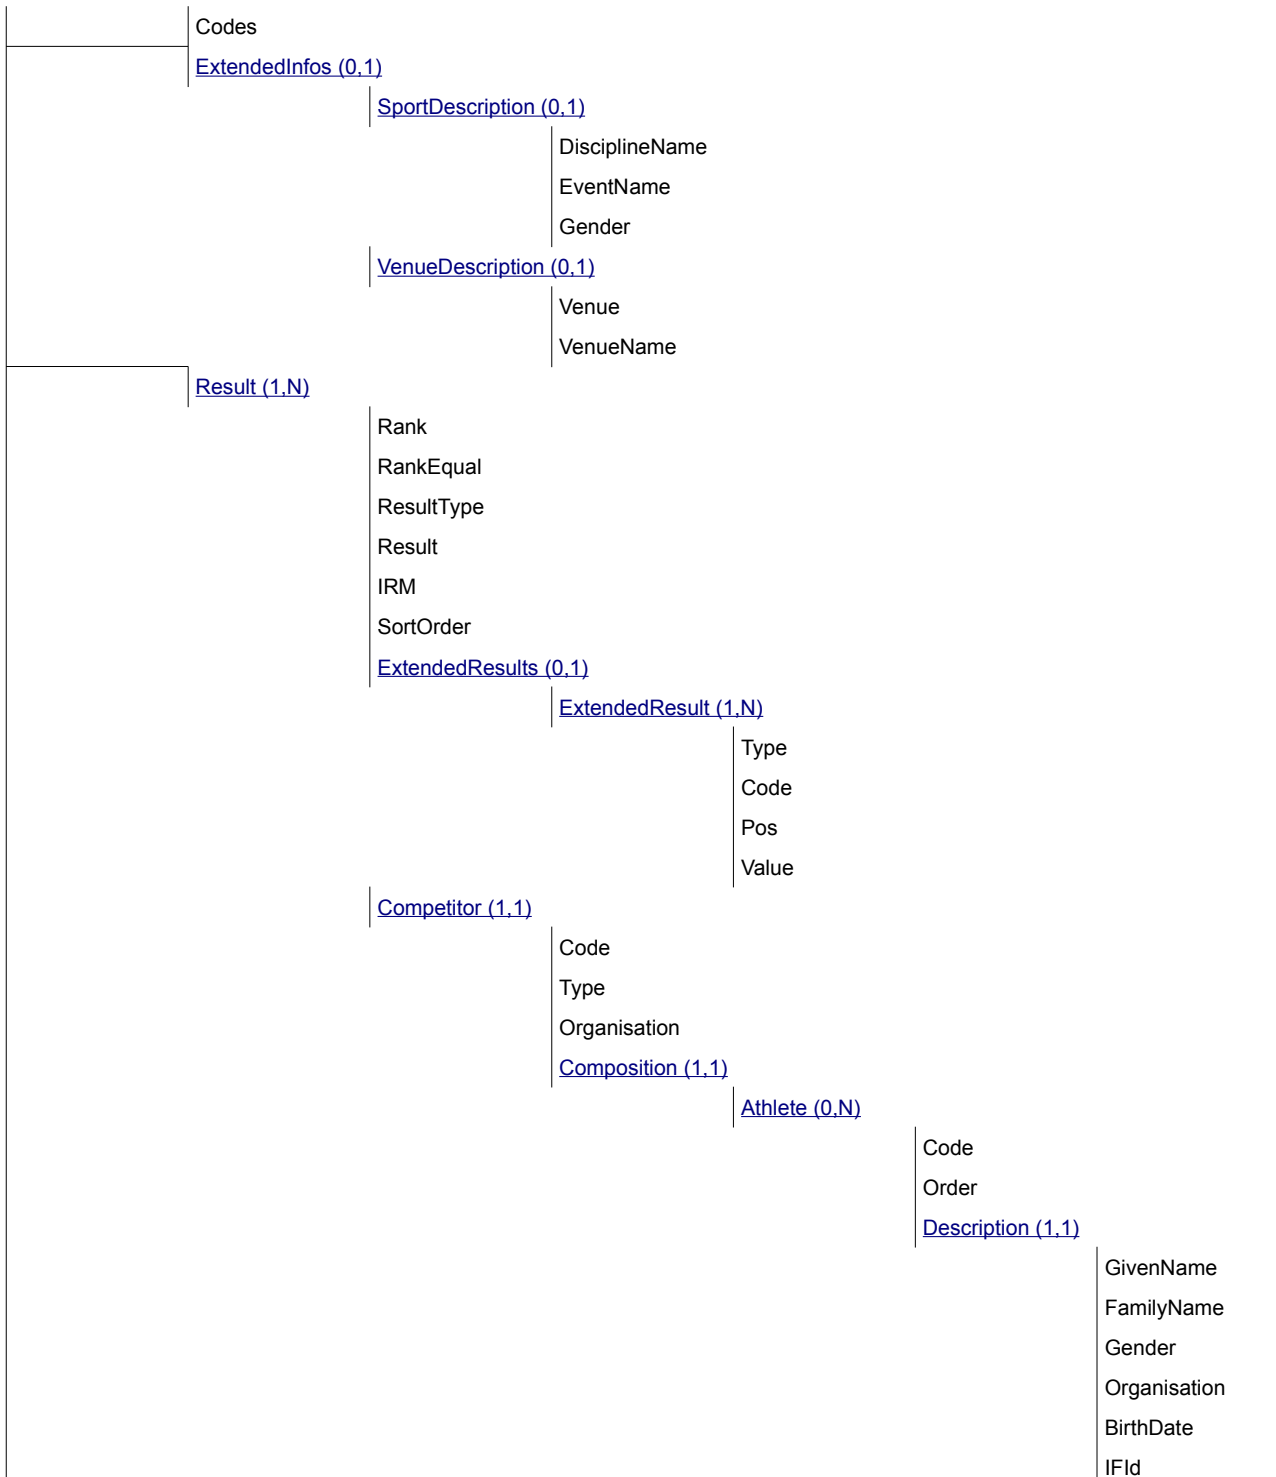 Codes
ExtendedInfos (0,1)
SportDescription (0,1)
DisciplineName
EventName
Gender
VenueDescription (0,1)
Venue
VenueName
Result (1,N)
Rank
RankEqual
ResultType
Result
IRM
SortOrder
ExtendedResults (0,1)
ExtendedResult (1,N)
Type
Code
Pos
Value
Competitor (1,1)
Code
Type
Organisation
Composition (1,1)
Athlete (0,N)
Code
Order
Description (1,1)
GivenName
FamilyName
Gender
Organisation
BirthDate
IFId